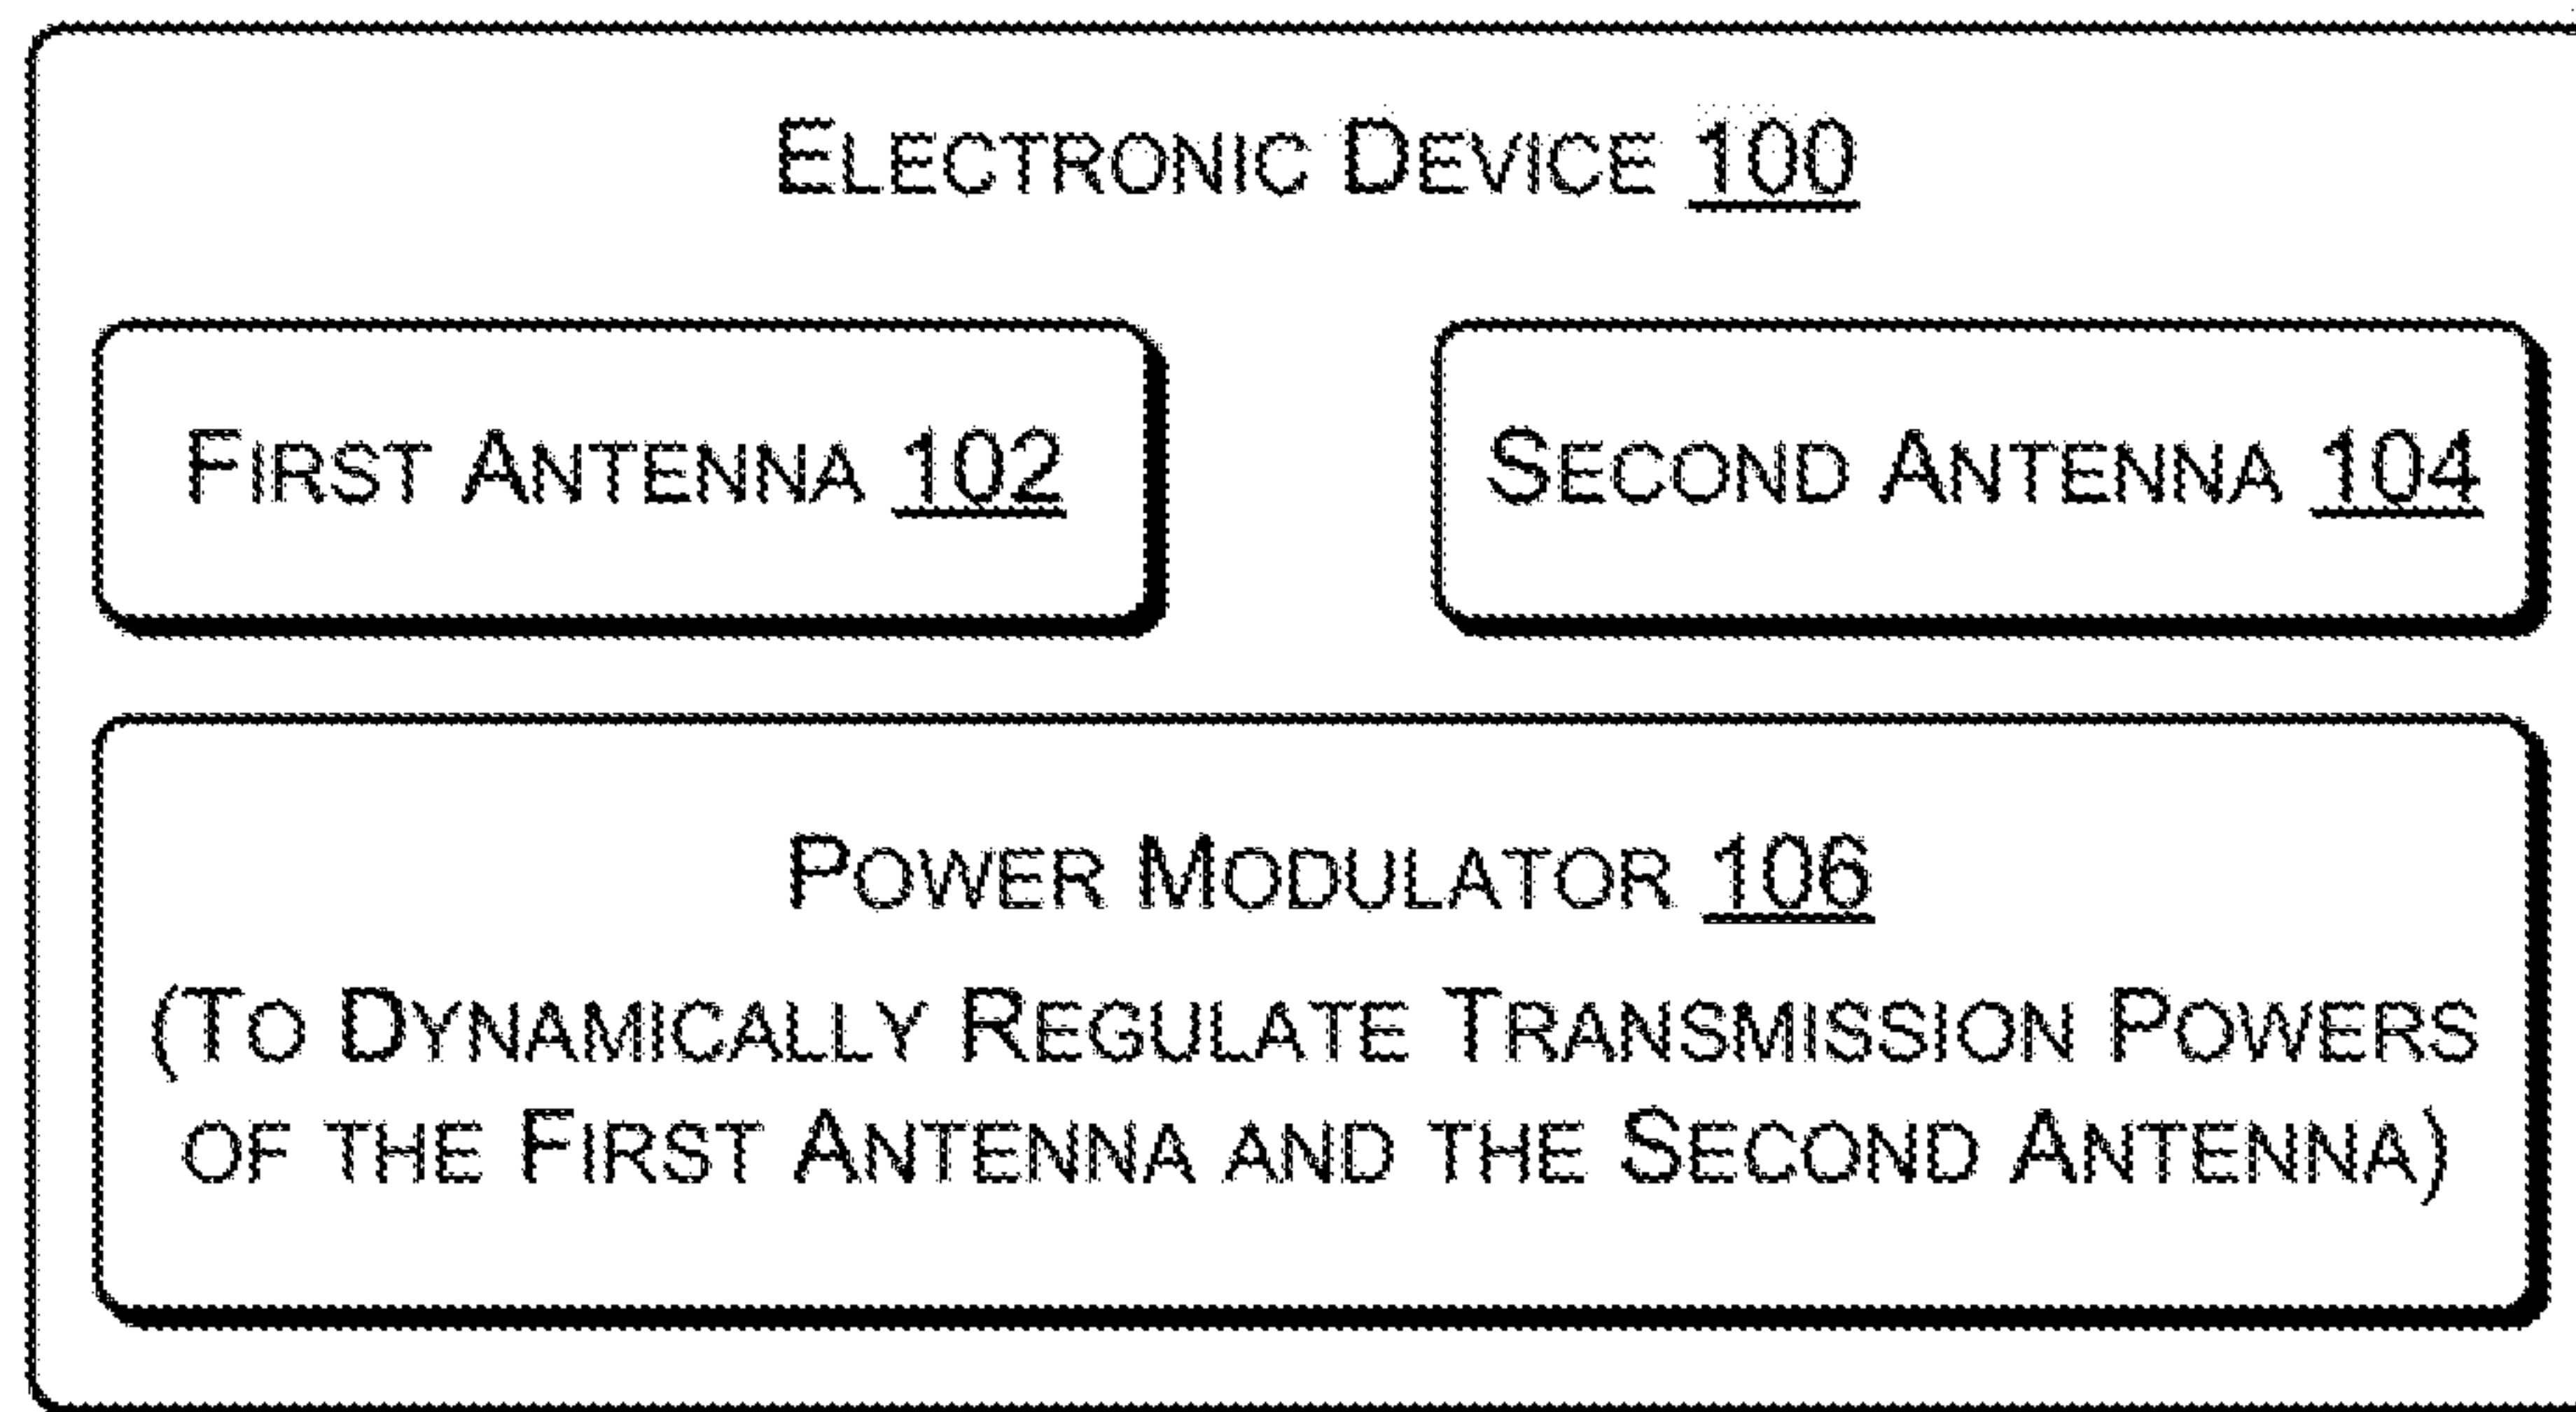 ELECTRONIC DEVICE 100
FIRST ANTENNA 102
SECOND ANTENNA 104
POWER MODULATOR 106
(TO DYNAMICALLY REGULATE TRANSMISSION POWERS
OF THE FIRST ANTENNA AND THE SECOND ANTENNA)